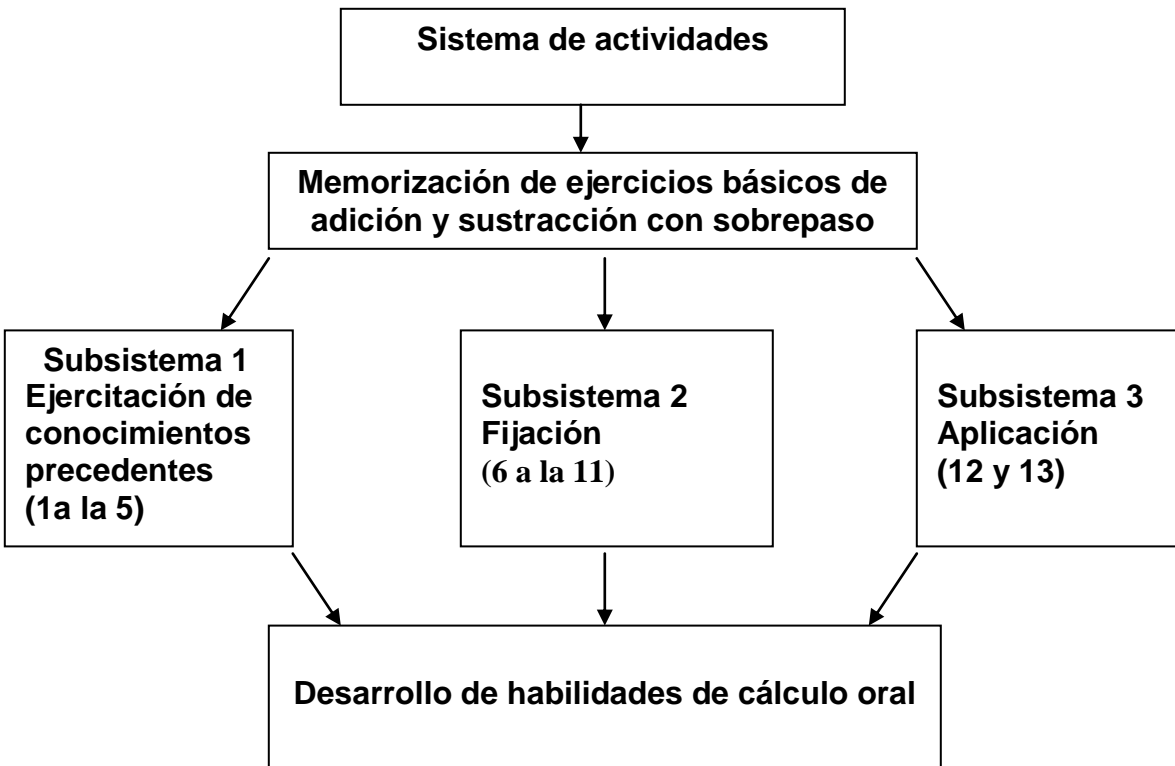 Sistema de actividades
Memorización de ejercicios básicos de
adición y sustracción con sobrepaso
Subsistema 1
Ejercitación de
conocimientos
precedentes
(1a la 5)
Subsistema 2
Fijación
(6 a la 11)
Subsistema 3
Aplicación
(12 y 13)
Desarrollo de habilidades de cálculo oral